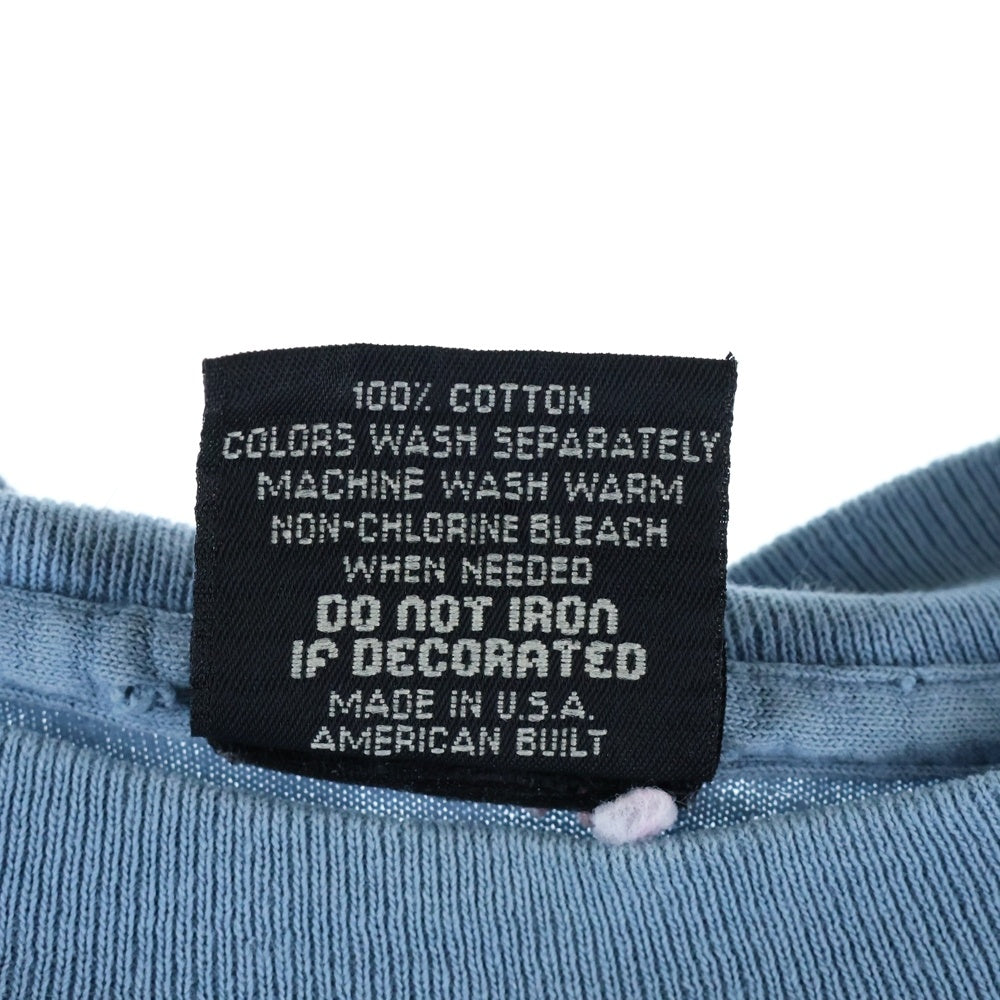 100% COTTON
COLORS WASH SEPARATELY
MACHINE WASH WARM
NON-CHLORINE BLEACH
WHEN NEEDED
DO NOT IRON
IF DECORATED
MADE IN U.S.A.
AMERICAN BUILT